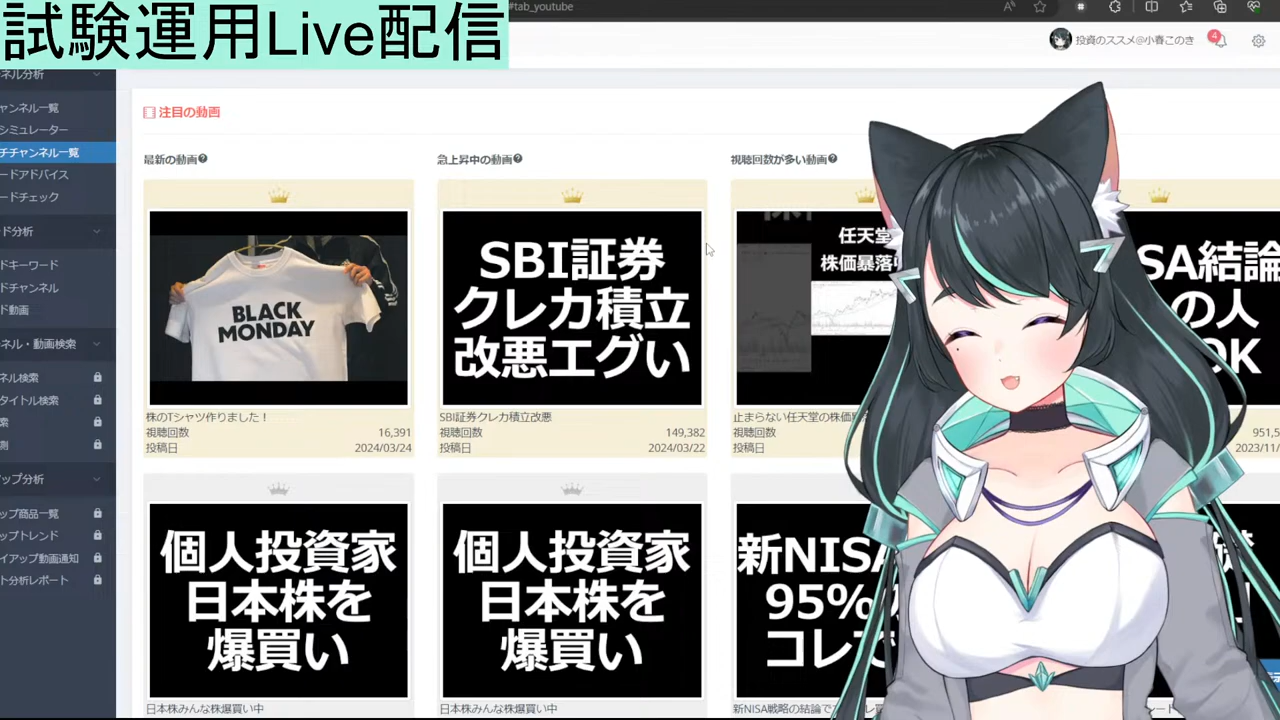 #tab_youtube
試験運用Live配信
投資のススメ@小春このき
4
ネル分析
ャンネル一覧
シミュレーター
チチャンネル一覧
ードアドバイス
ードチェック
ド分析
ドキーワード
ドチャンネル
ド動画
ネル・動画検索
ネル検索
タイトル検索
索
ップ分析
ップ商品一覧
ップトレンド
イアップ動画通知
ト分析レポート
注目の動画
最新の動画
急上昇中の動画
視聴回数が多い動画
BLACK
MONDAY
株のTシャツ作りました！
視聴回数 16,391
投稿日 2024/03/24
SBI証券
クレカ積立
改悪エグい
SBI証券クレカ積立改悪
視聴回数 149,382
投稿日 2024/03/22
任天堂
株価暴落
止まらない任天堂の株価
視聴回数
投稿日
SA結論
の人
OK
951,5
2023/11/
個人投資家
日本株を
爆買い
日本株みんな株爆買い中
個人投資家
日本株を
爆買い
日本株みんな株爆買い中
新NISA
95%
コレで
新NISA戦略の結論で